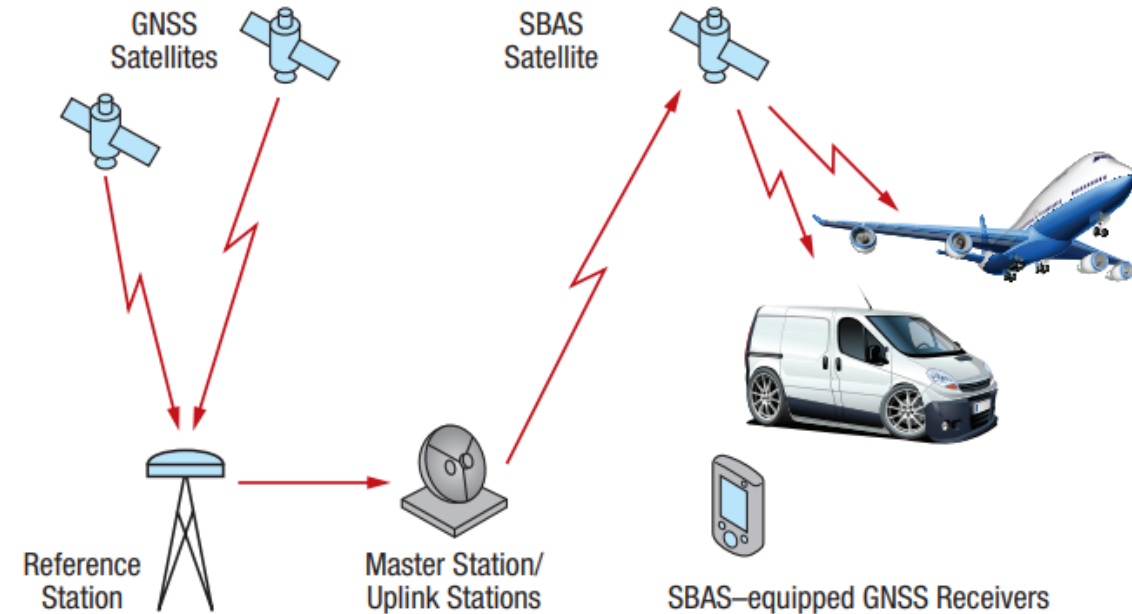 GNSS
Satellites
SBAS
Satellite
Reference
Station
Master Station/
Uplink Stations
SBAS–equipped GNSS Receivers